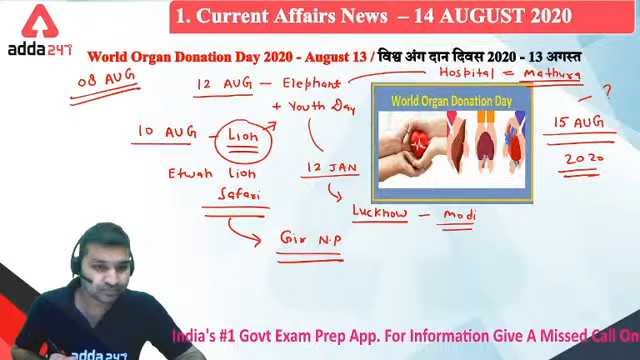 1. Current Affairs News – 14 AUGUST 2020
adda247
World Organ Donation Day 2020 - August 13 / विश्व अंग दान दिवस 2020 - 13 अगस्त
08 AUG
12 AUG – Elephant
Hospital = Mathura
+ Youth Day
World Organ Donation Day
– ?
15 AUG
2020
10 AUG – Lion
Etwah Lion
Safari
12 JAN
Lucknow – Modi
Gir N.P
adda247
India's #1 Govt Exam Prep App. For Information Give A Missed Call On